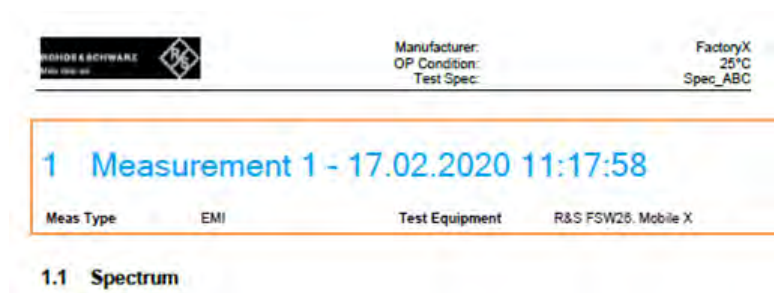 ROHDE & SCHWARZ
R&S
Manufacturer: FactoryX
OP Condition: 25°C
Test Spec: Spec_ABC
1 Measurement 1 - 17.02.2020 11:17:58
Meas Type EMI Test Equipment R&S FSW26. Mobile X
1.1 Spectrum